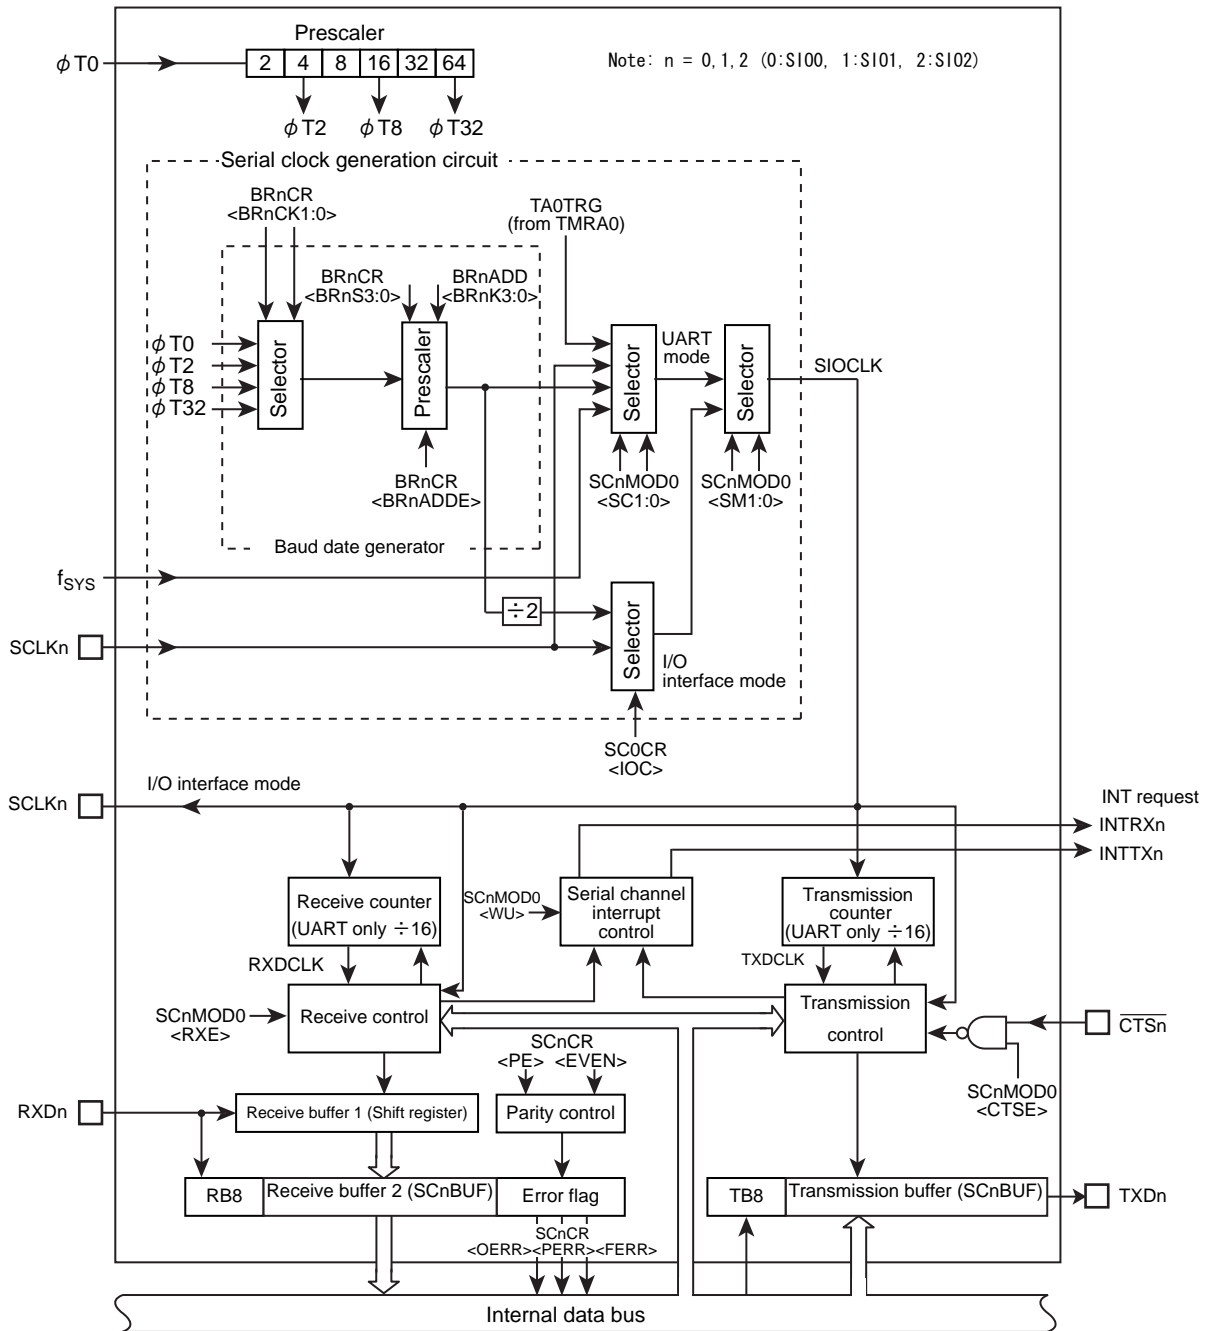 Prescaler
φT0
2 4 8 16 32 64
Note: n = 0,1,2 (0:SIO0, 1:SIO1, 2:SIO2)
φT2 φT8 φT32
Serial clock generation circuit
BRnCR
<BRnCK1:0>
TA0TRG
(from TMRA0)
BRnCR
<BRnS3:0>
BRnADD
<BRnK3:0>
φT0
φT2
φT8
φT32
Selector
Prescaler
Selector
UART
mode
Selector
SIOCLK
BRnCR
<BRnADDE>
SCnMOD0
<SC1:0>
SCnMOD0
<SM1:0>
Baud date generator
fSYS
÷2
SCLKn
Selector
I/O
interface mode
SC0CR
<IOC>
I/O interface mode
SCLKn
INT request
INTRXn
INTTXn
Receive counter
(UART only ÷16)
SCnMOD0
<WU>
Serial channel
interrupt
control
Transmission
counter
(UART only ÷16)
RXDCLK
TXDCLK
SCnMOD0
<RXE>
Receive control
Transmission
control
CTSn
SCnMOD0
<CTSE>
SCnCR
<PE> <EVEN>
RXDn
Receive buffer 1 (Shift register)
Parity control
RB8
Receive buffer 2 (SCnBUF)
Error flag
TB8
Transmission buffer (SCnBUF)
TXDn
SCnCR
<OERR><PERR><FERR>
Internal data bus